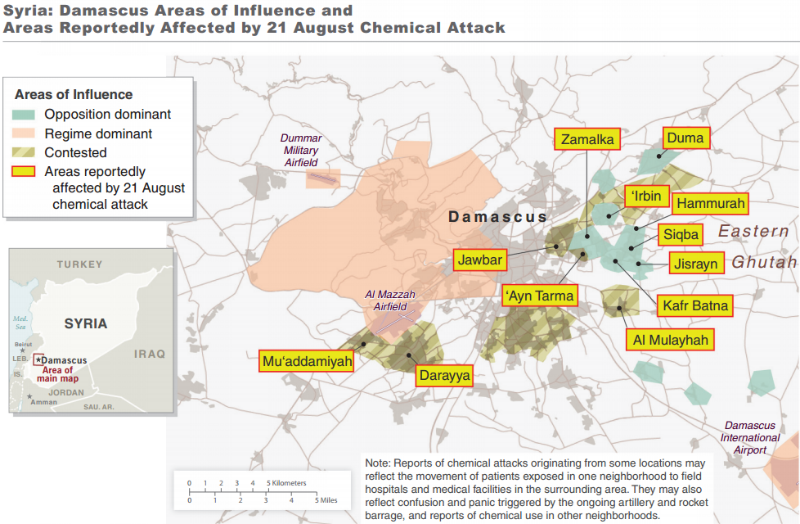 Syria: Damascus Areas of Influence and
Areas Reportedly Affected by 21 August Chemical Attack
Areas of Influence
Opposition dominant
Regime dominant
Contested
Areas reportedly
affected by 21 August
chemical attack
Dummar
Military
Airfield
Zamalka
Duma
‘Irbin
Hammurah
Damascus
Siqba
Eastern
Ghutah
Jawbar
Jisrayn
‘Ayn Tarma
Kafr Batna
Al Mazzah
Airfield
Al Mulayhah
Mu‘addamiyah
Darayya
Damascus
International
Airport
TURKEY
Med.
Sea
SYRIA
Beirut
LEB.
Damascus
IRAQ
IS.
Area of
main map
JORDAN
Amman
SAU. AR.
0 1 2 3 4 5 Kilometers
0 1 2 3 4 5 Miles
Note: Reports of chemical attacks originating from some locations may
reflect the movement of patients exposed in one neighborhood to field
hospitals and medical facilities in the surrounding area. They may also
reflect confusion and panic triggered by the ongoing artillery and rocket
barrage, and reports of chemical use in other neighborhoods.